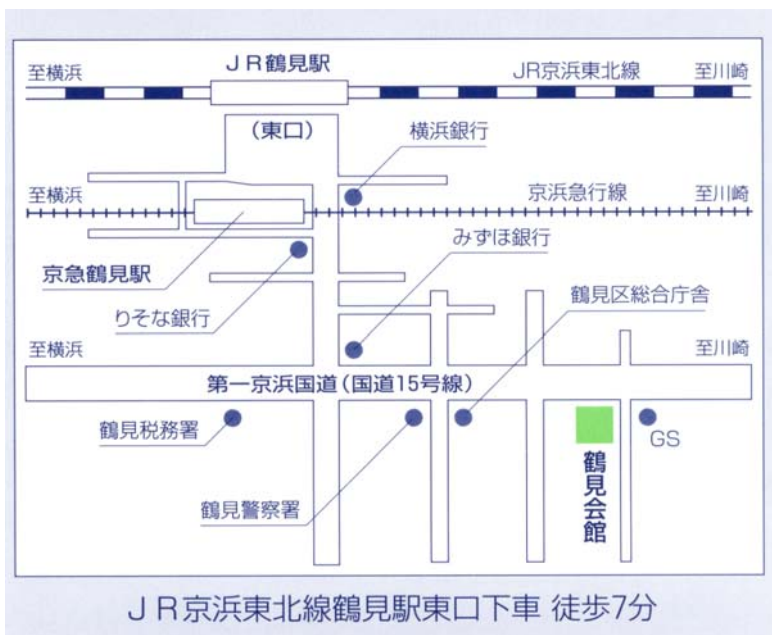 JR鶴見駅
至横浜
JR京浜東北線
至川崎
(東口)
横浜銀行
至横浜
京浜急行線
至川崎
みずほ銀行
京急鶴見駅
鶴見区総合庁舎
りそな銀行
至横浜
至川崎
第一京浜国道(国道15号線)
鶴見税務署
GS
鶴見会館
鶴見警察署
JR京浜東北線鶴見駅東口下車 徒歩7分